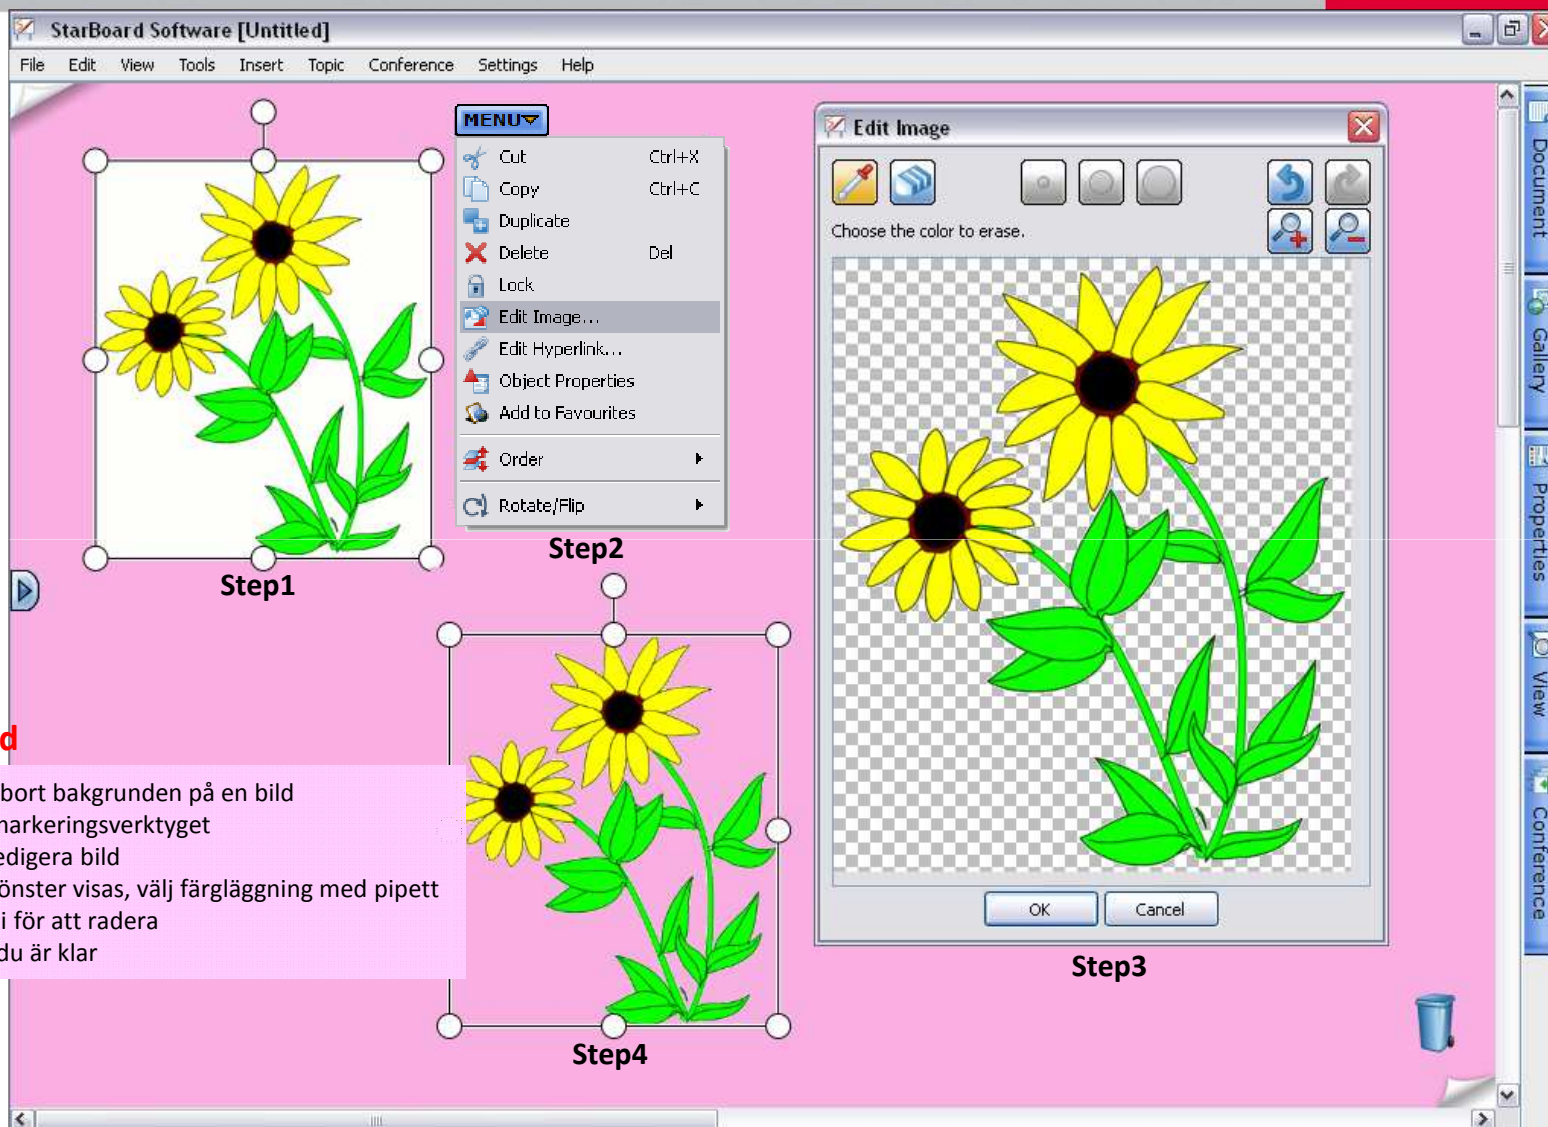 StarBoard Software [Untitled]
File Edit View Tools Insert Topic Conference Settings Help
MENU
Cut Ctrl+X
Copy Ctrl+C
Duplicate
Delete Del
Lock
Edit Image...
Edit Hyperlink...
Object Properties
Add to Favourites
Order
Rotate/Flip
Step1
Step2
Edit Image
Choose the color to erase.
OK Cancel
Step3
d
bort bakgrunden på en bild
markeringsverktyget
edigera bild
önster visas, välj färgläggning med pipett
i för att radera
du är klar
Step4
Document
Gallery
Properties
View
Conference